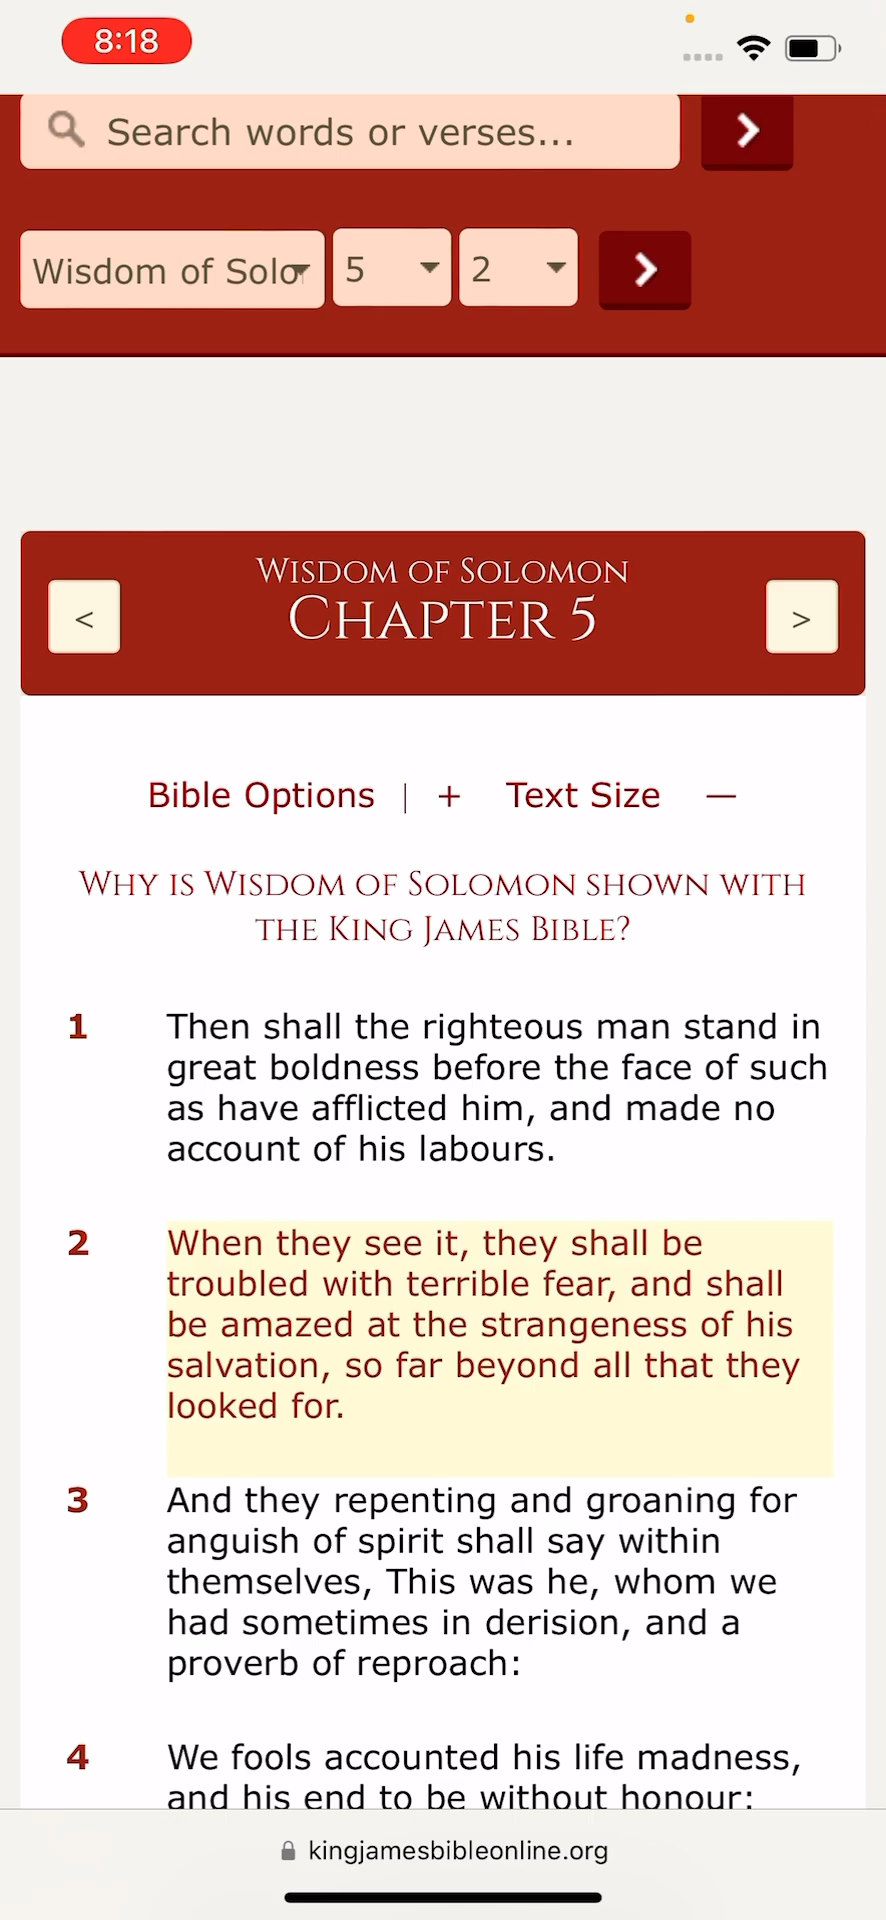 8:18
Search words or verses...
Wisdom of Solo 5 2
Wisdom of Solomon
Chapter 5
< >
Bible Options | + Text Size —
Why is Wisdom of Solomon shown with
the King James Bible?
1 Then shall the righteous man stand in
great boldness before the face of such
as have afflicted him, and made no
account of his labours.
2 When they see it, they shall be
troubled with terrible fear, and shall
be amazed at the strangeness of his
salvation, so far beyond all that they
looked for.
3 And they repenting and groaning for
anguish of spirit shall say within
themselves, This was he, whom we
had sometimes in derision, and a
proverb of reproach:
4 We fools accounted his life madness,
and his end to be without honour:
kingjamesbibleonline.org